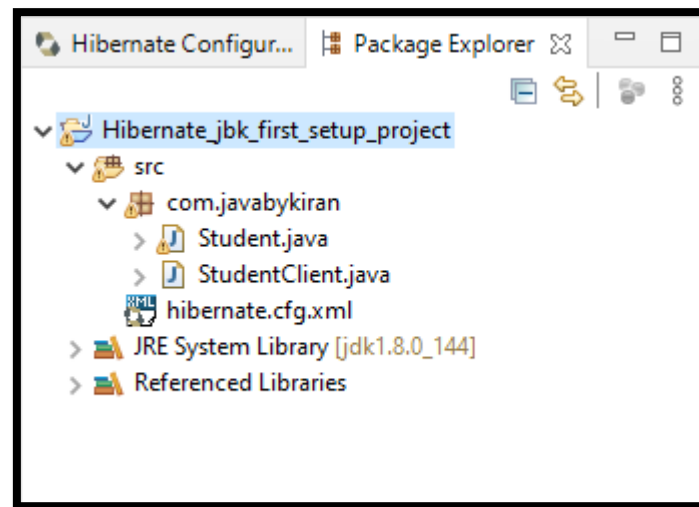 Hibernate Configur... Package Explorer
Hibernate_jbk_first_setup_project
src
com.javabykiran
Student.java
StudentClient.java
hibernate.cfg.xml
JRE System Library [jdk1.8.0_144]
Referenced Libraries